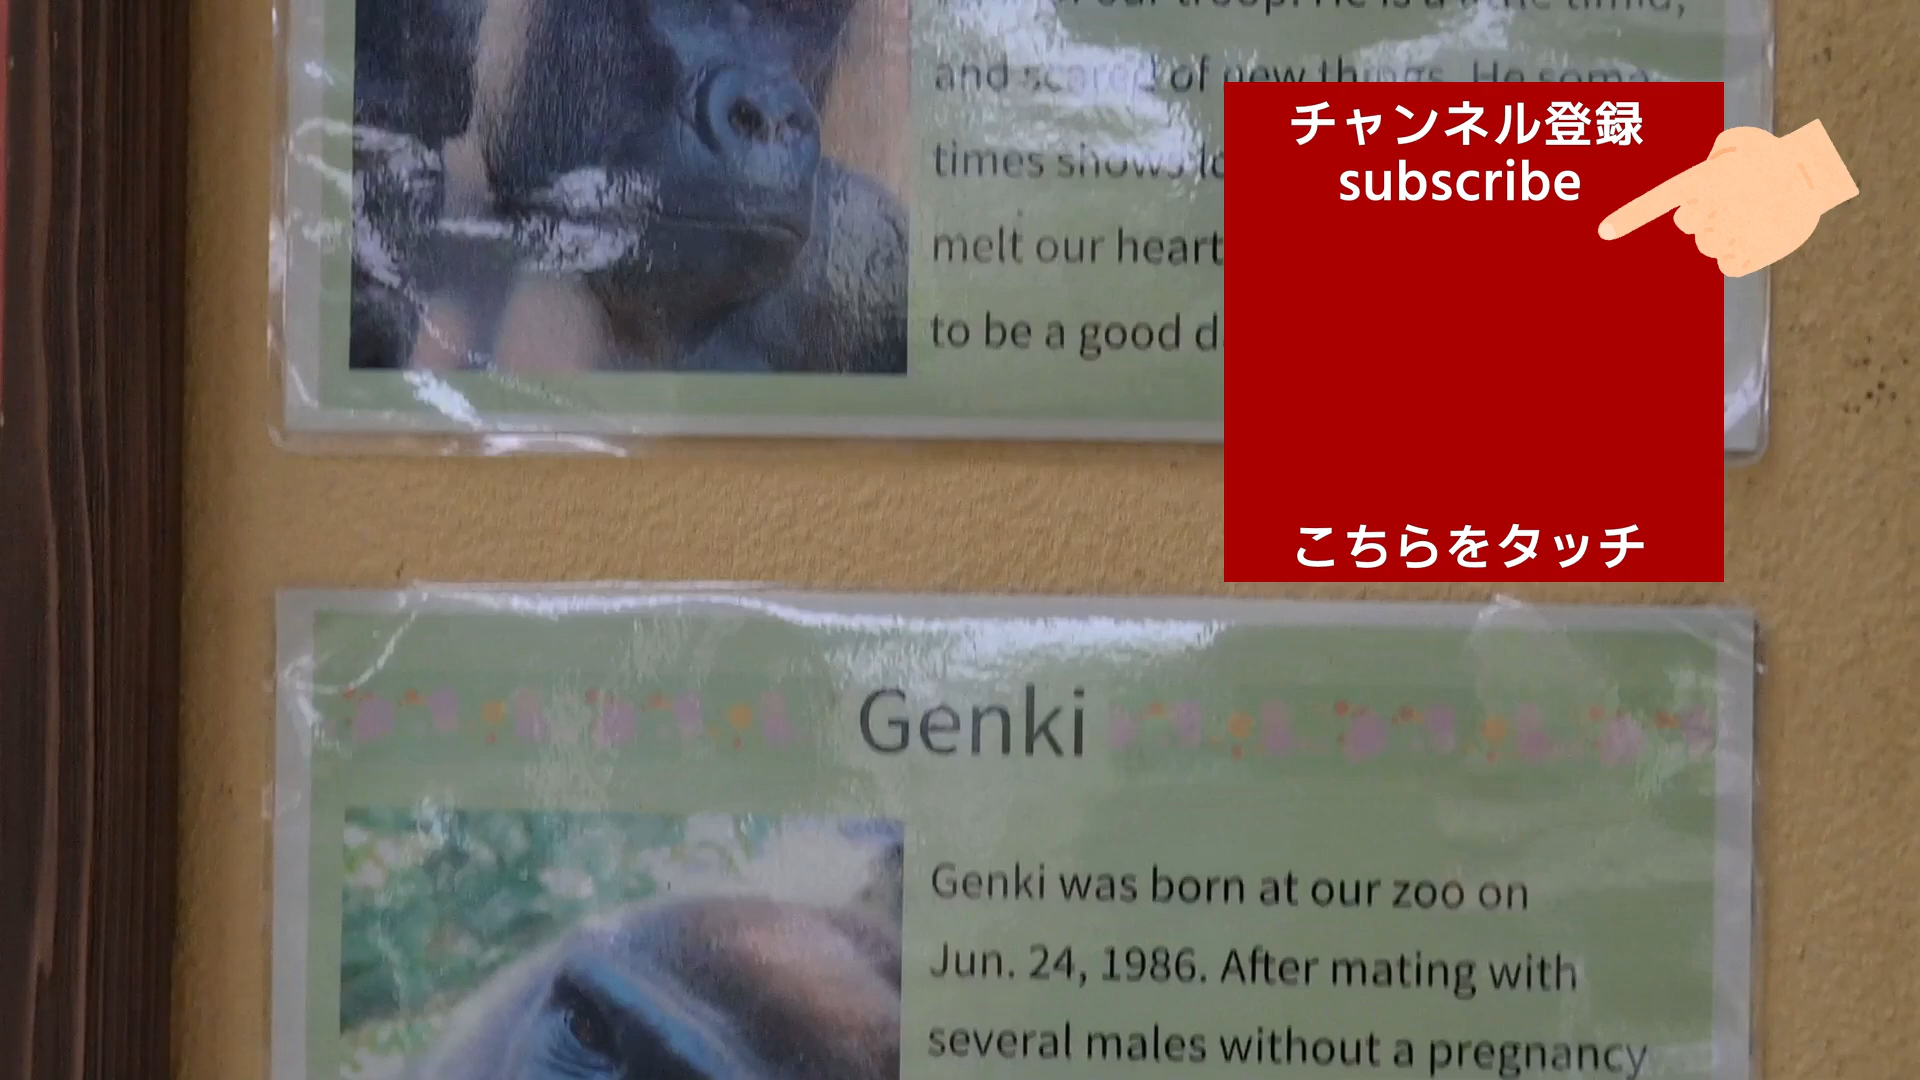 and scared of new things. He some
times shows
melt our heart
to be a good
チャンネル登録
subscribe
こちらをタッチ
Genki
Genki was born at our zoo on
Jun. 24, 1986. After mating with
several males without a pregnancy